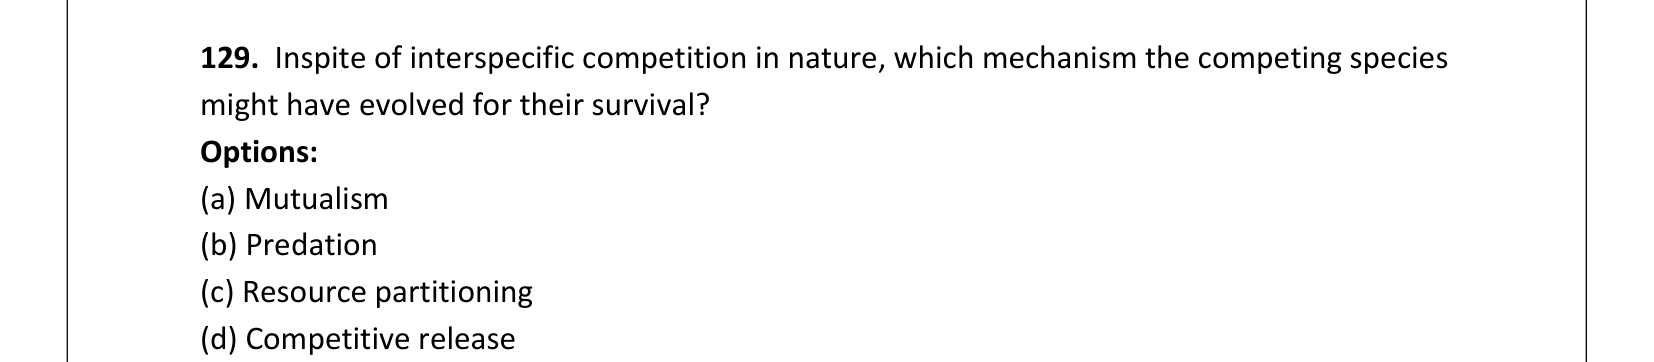 129. Inspite of interspecific competition in nature, which mechanism the competing species
might have evolved for their survival?
Options:
(a) Mutualism
(b) Predation
(c) Resource partitioning
(d) Competitive release